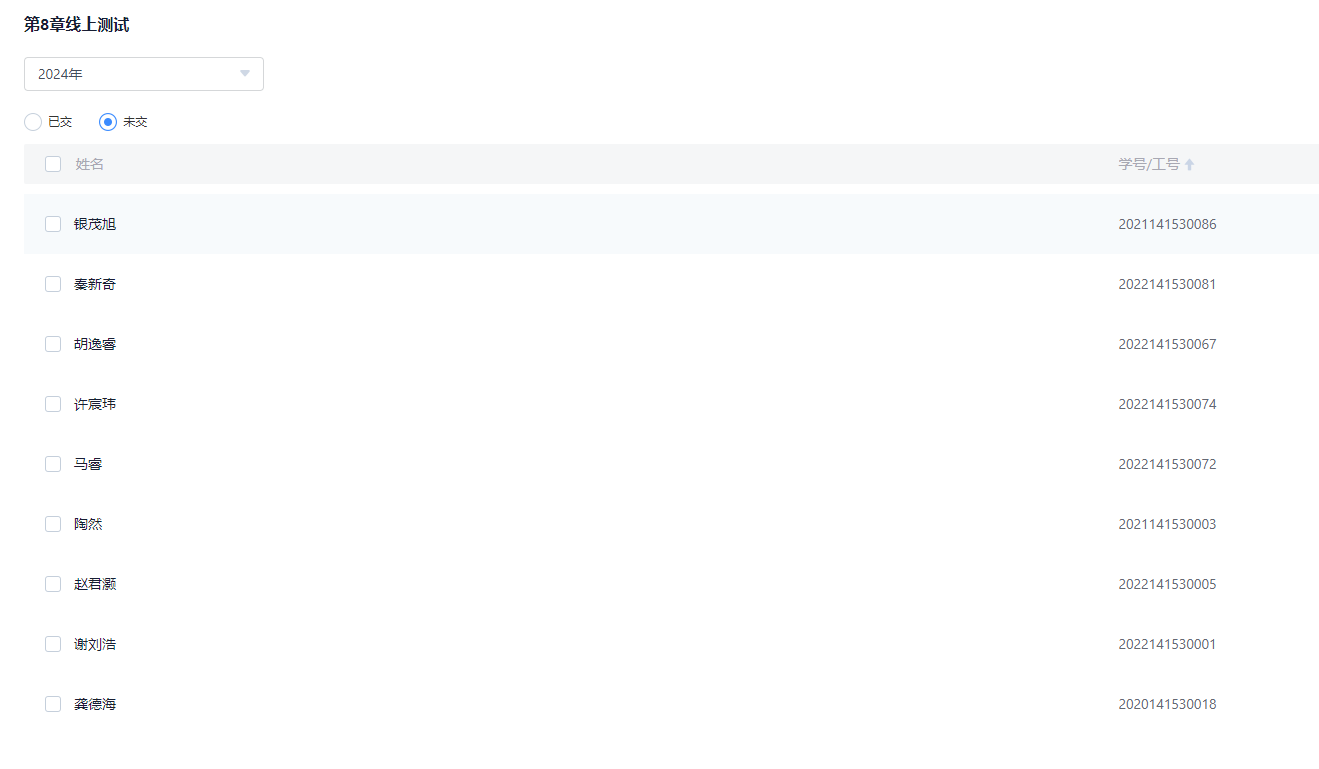 第8章线上测试
2024年
已交 未交
姓名 学号/工号
银茂旭 2021141530086
秦新奇 2022141530081
胡逸睿 2022141530067
许宸玮 2022141530074
马睿 2022141530072
陶然 2021141530003
赵君灏 2022141530005
谢刘浩 2022141530001
龚德海 2020141530018